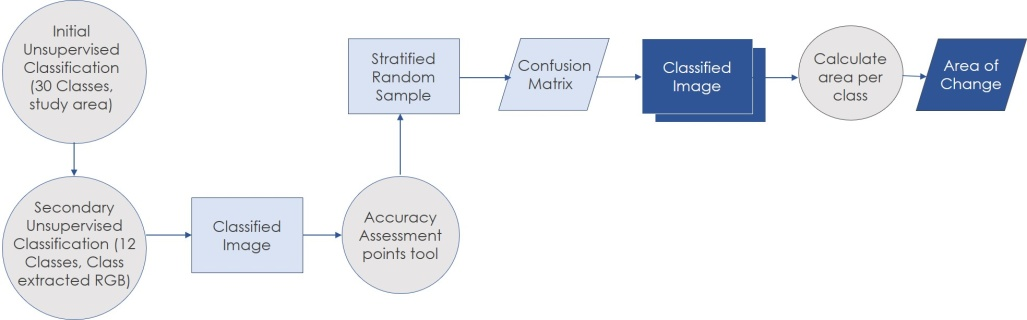 Initial
Unsupervised
Classification
(30 Classes,
study area)
Secondary
Unsupervised
Classification (12
Classes, Class
extracted RGB)
Classified
Image
Accuracy
Assessment
points tool
Stratified
Random
Sample
Confusion
Matrix
Classified
Image
Calculate
area per
class
Area of
Change